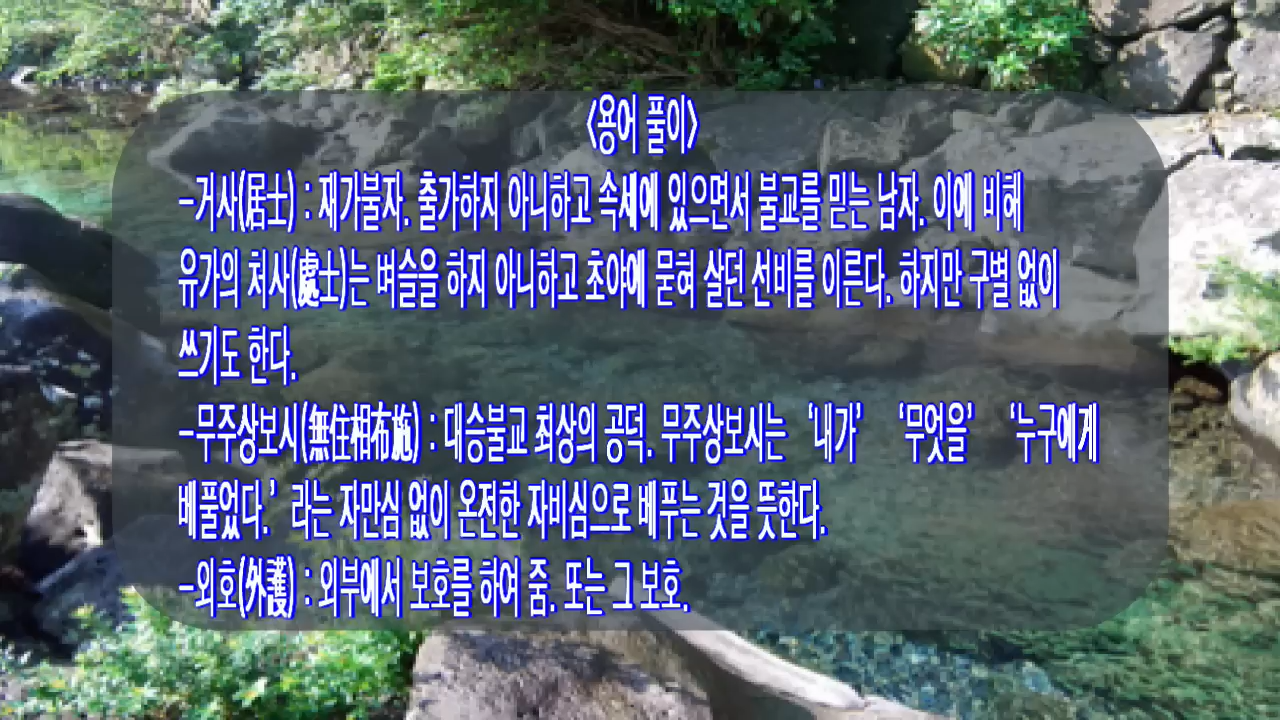 <용어 풀이>
-거사(居士) : 재가불자. 출가하지 아니하고 속세에 있으면서 불교를 믿는 남자. 이에 비해
유가의 처사(處士)는 벼슬을 하지 아니하고 초야에 묻혀 살던 선비를 이른다. 하지만 구별 없이
쓰기도 한다.
-무주상보시(無住相布施) : 대승불교 최상의 공덕. 무주상보시는 ‘내가’ ‘무엇을’ ‘누구에게
베풀었다.’ 라는 자만심 없이 온전한 자비심으로 베푸는 것을 뜻한다.
-외호(外護) : 외부에서 보호를 하여 줌. 또는 그 보호.